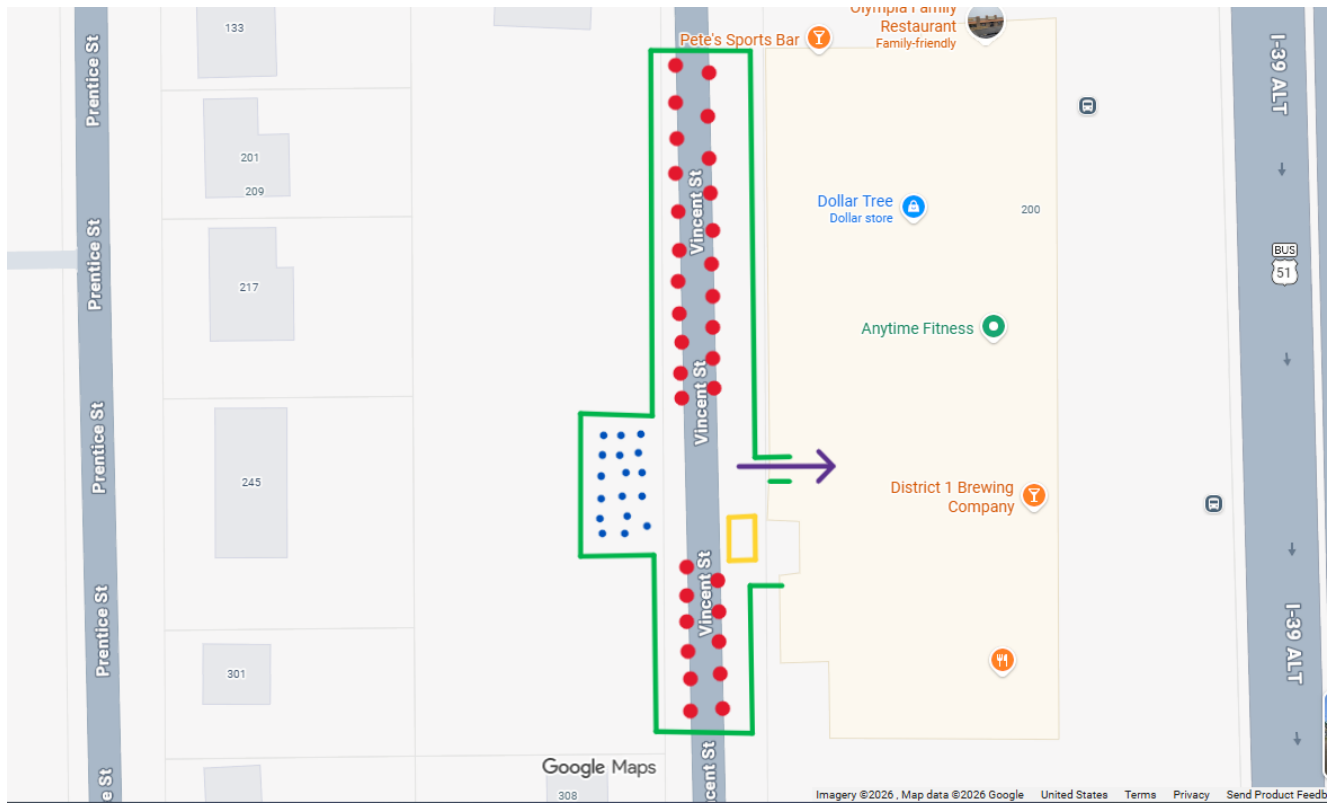 133
Prentice St
Pete's Sports Bar
Olympia Family
Restaurant
Family-friendly
I-39 ALT
201
209
Vincent St
Dollar Tree
Dollar store
200
Prentice St
217
BUS
51
Anytime Fitness
Vincent St
Prentice St
245
District 1 Brewing
Company
Vincent St
Prentice St
301
I-39 ALT
Google Maps
308
Imagery ©2026 , Map data ©2026 Google United States Terms Privacy Send Product Feedb
cent St
e St